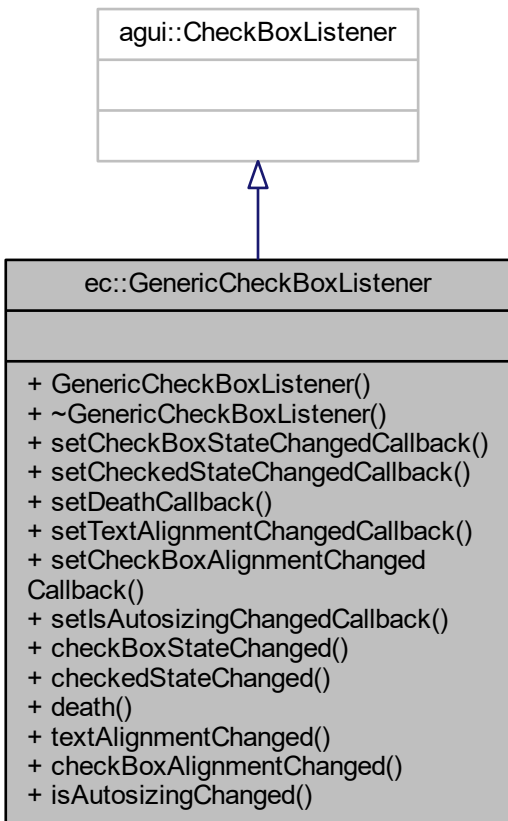 agui::CheckBoxListener
ec::GenericCheckBoxListener
+ GenericCheckBoxListener()
+ ~GenericCheckBoxListener()
+ setCheckBoxStateChangedCallback()
+ setCheckedStateChangedCallback()
+ setDeathCallback()
+ setTextAlignmentChangedCallback()
+ setCheckBoxAlignmentChanged
Callback()
+ setIsAutosizingChangedCallback()
+ checkBoxStateChanged()
+ checkedStateChanged()
+ death()
+ textAlignmentChanged()
+ checkBoxAlignmentChanged()
+ isAutosizingChanged()